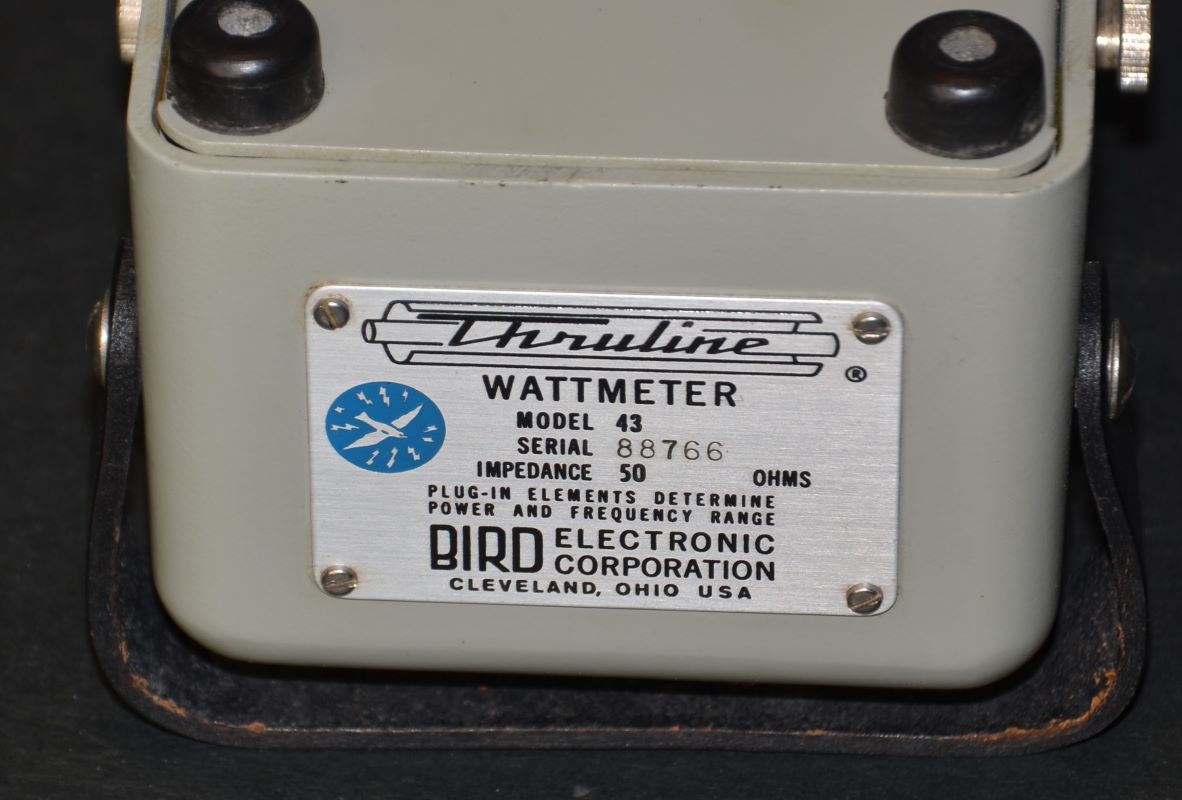 Thruline ®
WATTMETER
MODEL 43
SERIAL 88766
IMPEDANCE 50 OHMS
PLUG-IN ELEMENTS DETERMINE
POWER AND FREQUENCY RANGE
BIRD ELECTRONIC
CORPORATION
CLEVELAND, OHIO USA